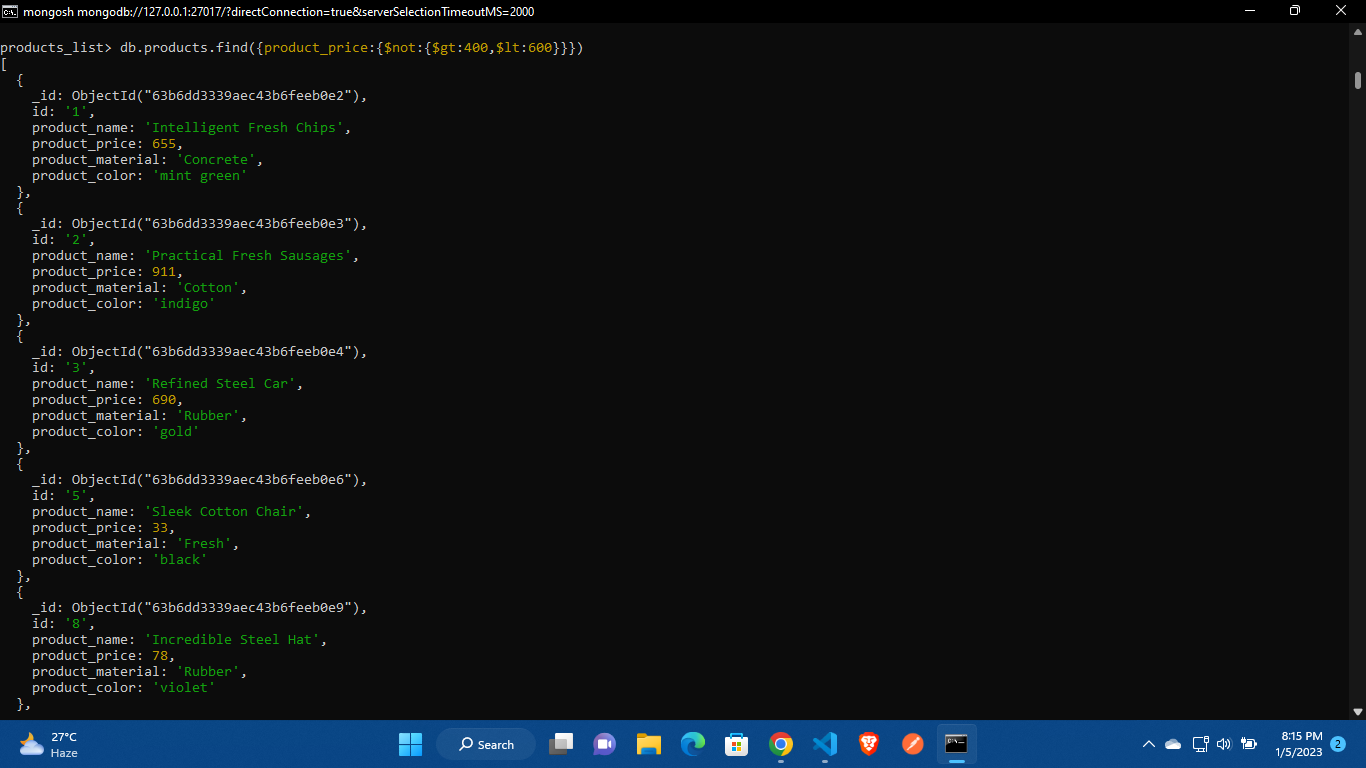 mongosh mongodb://127.0.0.1:27017/?directConnection=true&serverSelectionTimeoutMS=2000
products_list> db.products.find({product_price:{$not:{$gt:400,$lt:600}}})
[
  {
    _id: ObjectId("63b6dd3339aec43b6feeb0e2"),
    id: '1',
    product_name: 'Intelligent Fresh Chips',
    product_price: 655,
    product_material: 'Concrete',
    product_color: 'mint green'
  },
  {
    _id: ObjectId("63b6dd3339aec43b6feeb0e3"),
    id: '2',
    product_name: 'Practical Fresh Sausages',
    product_price: 911,
    product_material: 'Cotton',
    product_color: 'indigo'
  },
  {
    _id: ObjectId("63b6dd3339aec43b6feeb0e4"),
    id: '3',
    product_name: 'Refined Steel Car',
    product_price: 690,
    product_material: 'Rubber',
    product_color: 'gold'
  },
  {
    _id: ObjectId("63b6dd3339aec43b6feeb0e6"),
    id: '5',
    product_name: 'Sleek Cotton Chair',
    product_price: 33,
    product_material: 'Fresh',
    product_color: 'black'
  },
  {
    _id: ObjectId("63b6dd3339aec43b6feeb0e9"),
    id: '8',
    product_name: 'Incredible Steel Hat',
    product_price: 78,
    product_material: 'Rubber',
    product_color: 'violet'
  },
27°C
Haze
Search
8:15 PM
1/5/2023
2